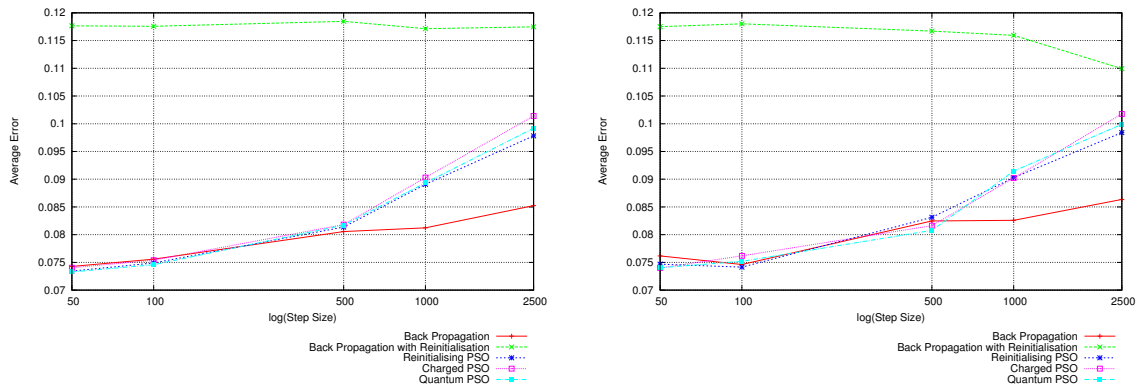 0.12
0.115
0.11
0.105
0.1
0.095
0.09
0.085
0.08
0.075
0.07
Average Error
50 100 500 1000 2500
log(Step Size)
Back Propagation
Back Propagation with Reinitialisation
Reinitialising PSO
Charged PSO
Quantum PSO
0.12
0.115
0.11
0.105
0.1
0.095
0.09
0.085
0.08
0.075
0.07
Average Error
50 100 500 1000 2500
log(Step Size)
Back Propagation
Back Propagation with Reinitialisation
Reinitialising PSO
Charged PSO
Quantum PSO